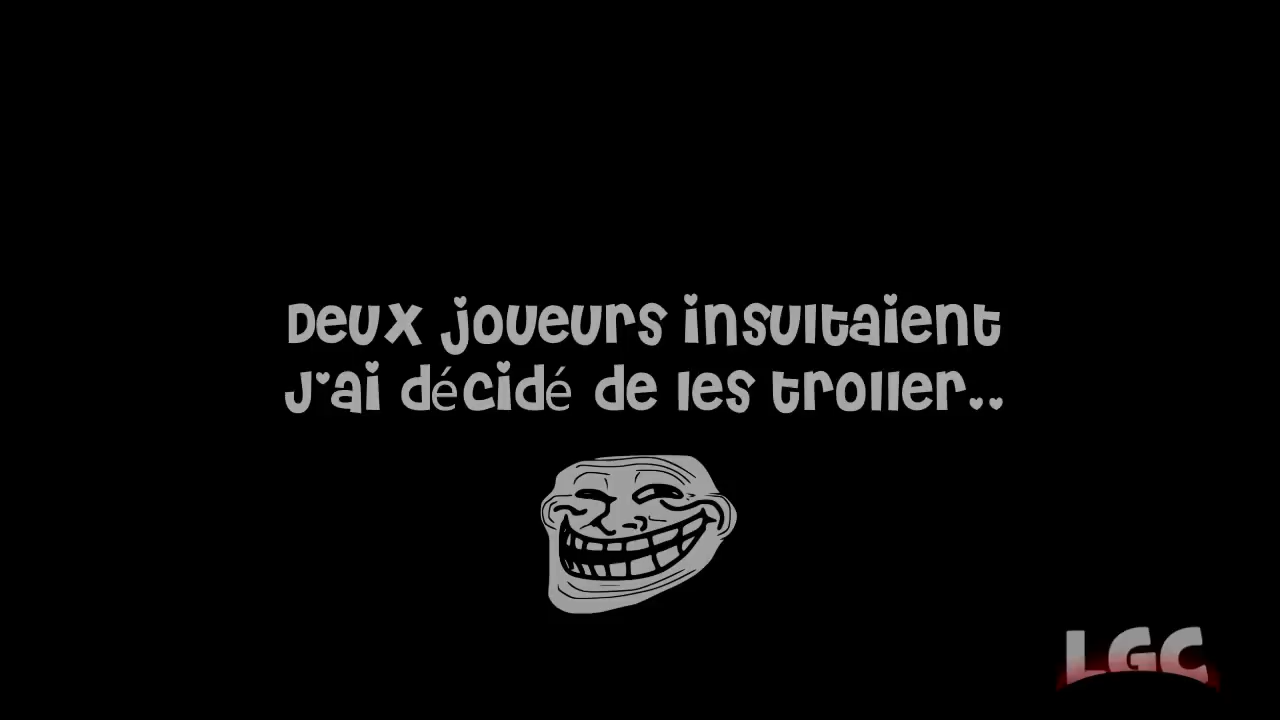 Deux joueurs insultaient
J'ai décidé de les troller..
LGC